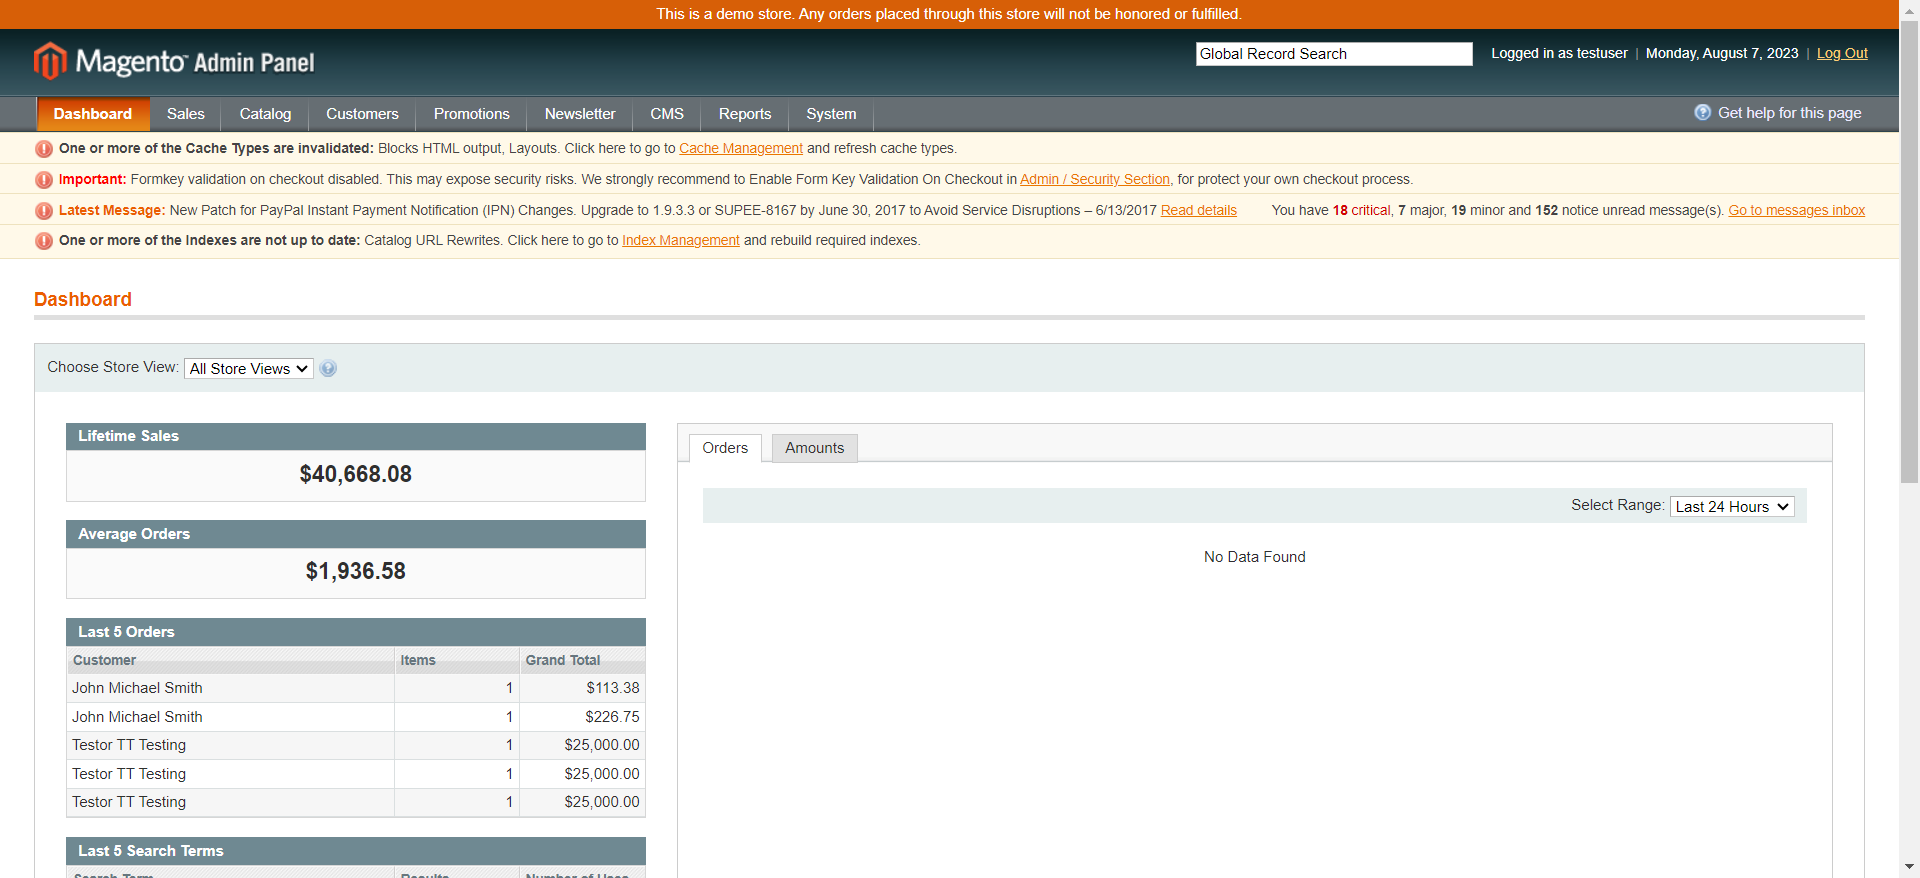 This is a demo store. Any orders placed through this store will not be honored or fulfilled.
Magento™ Admin Panel
Global Record Search
Logged in as testuser | Monday, August 7, 2023 | Log Out
Dashboard Sales Catalog Customers Promotions Newsletter CMS Reports System
Get help for this page
One or more of the Cache Types are invalidated: Blocks HTML output, Layouts. Click here to go to Cache Management and refresh cache types.
Important: Formkey validation on checkout disabled. This may expose security risks. We strongly recommend to Enable Form Key Validation On Checkout in Admin / Security Section, for protect your own checkout process.
Latest Message: New Patch for PayPal Instant Payment Notification (IPN) Changes. Upgrade to 1.9.3.3 or SUPEE-8167 by June 30, 2017 to Avoid Service Disruptions – 6/13/2017 Read details
You have 18 critical, 7 major, 19 minor and 152 notice unread message(s). Go to messages inbox
One or more of the Indexes are not up to date: Catalog URL Rewrites. Click here to go to Index Management and rebuild required indexes.
Dashboard
Choose Store View: All Store Views
Lifetime Sales
$40,668.08
Average Orders
$1,936.58
Last 5 Orders
Customer Items Grand Total
John Michael Smith 1 $113.38
John Michael Smith 1 $226.75
Testor TT Testing 1 $25,000.00
Testor TT Testing 1 $25,000.00
Testor TT Testing 1 $25,000.00
Last 5 Search Terms
Search Term Results Number of Uses
Orders Amounts
Select Range: Last 24 Hours
No Data Found